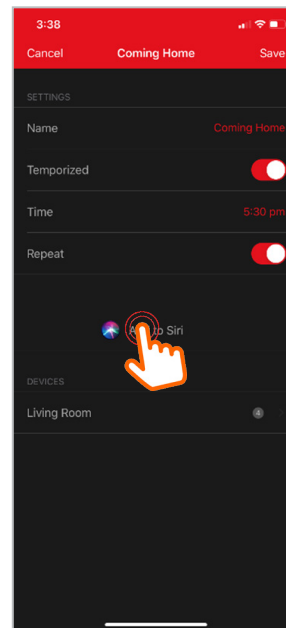 3:38
Cancel Coming Home Save
SETTINGS
Name Coming Home
Temporized
Time 5:30 pm
Repeat
to Siri
DEVICES
Living Room 4